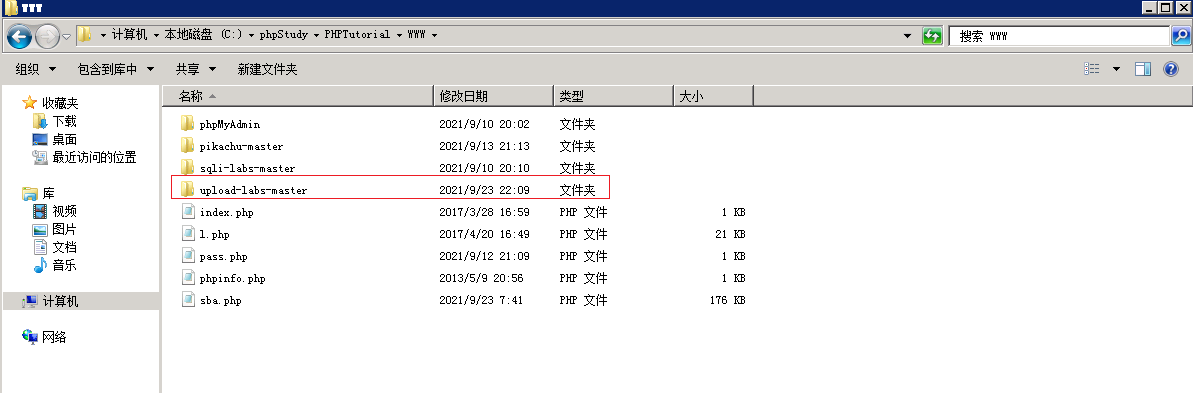 WWW
计算机 本地磁盘 (C:) phpStudy PHPTutorial WWW 搜索 WWW
组织 包含到库中 共享 新建文件夹
收藏夹
下载
桌面
最近访问的位置
库
视频
图片
文档
音乐
计算机
网络
名称 修改日期 类型 大小
phpMyAdmin 2021/9/10 20:02 文件夹
pikachu-master 2021/9/13 21:13 文件夹
sqli-labs-master 2021/9/10 20:10 文件夹
upload-labs-master 2021/9/23 22:09 文件夹
index.php 2017/3/28 16:59 PHP 文件 1 KB
l.php 2017/4/20 16:49 PHP 文件 21 KB
pass.php 2021/9/12 21:09 PHP 文件 1 KB
phpinfo.php 2013/5/9 20:56 PHP 文件 1 KB
sba.php 2021/9/23 7:41 PHP 文件 176 KB